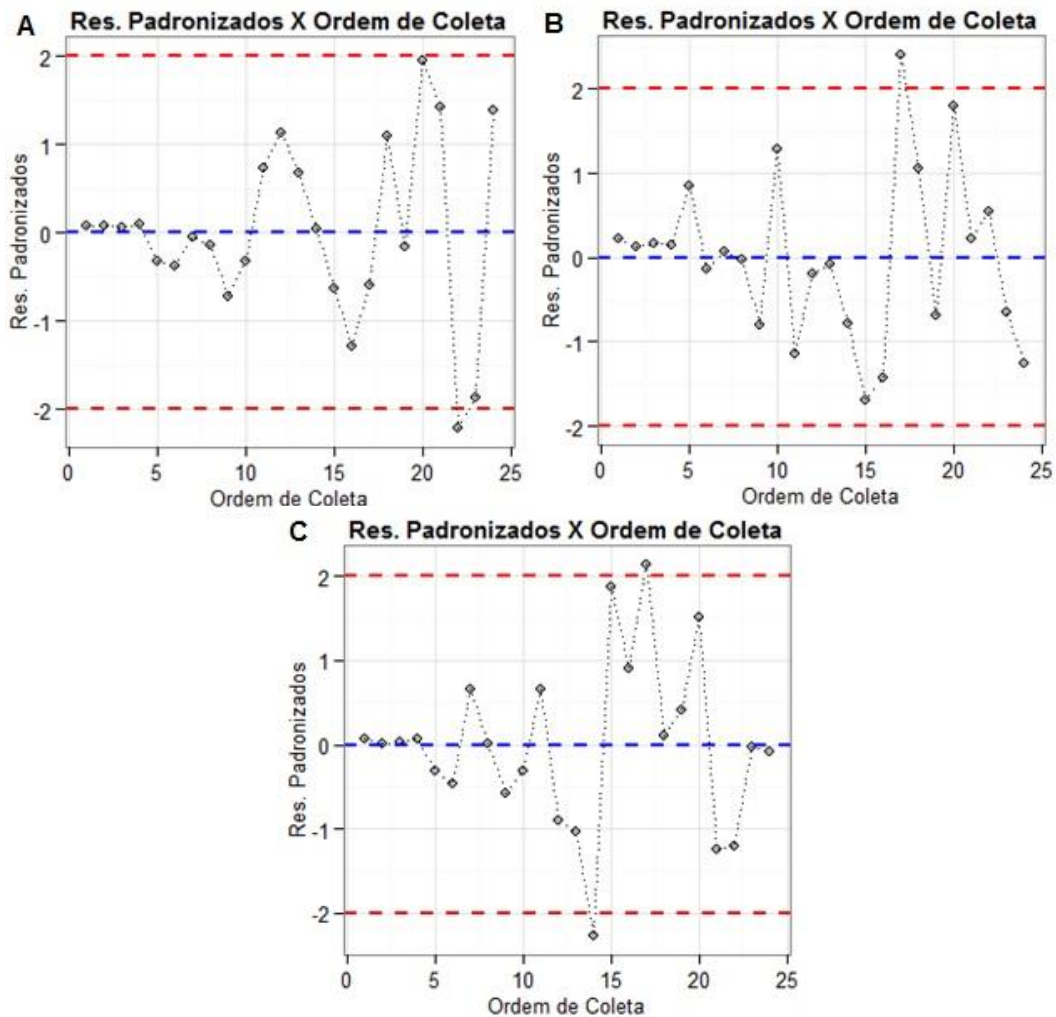 A
Res. Padronizados X Ordem de Coleta
Res. Padronizados
2
1
0
-1
-2
0
5
10
15
20
25
Ordem de Coleta
B
Res. Padronizados X Ordem de Coleta
Res. Padronizados
2
1
0
-1
-2
0
5
10
15
20
25
Ordem de Coleta
C
Res. Padronizados X Ordem de Coleta
Res. Padronizados
2
1
0
-1
-2
0
5
10
15
20
25
Ordem de Coleta